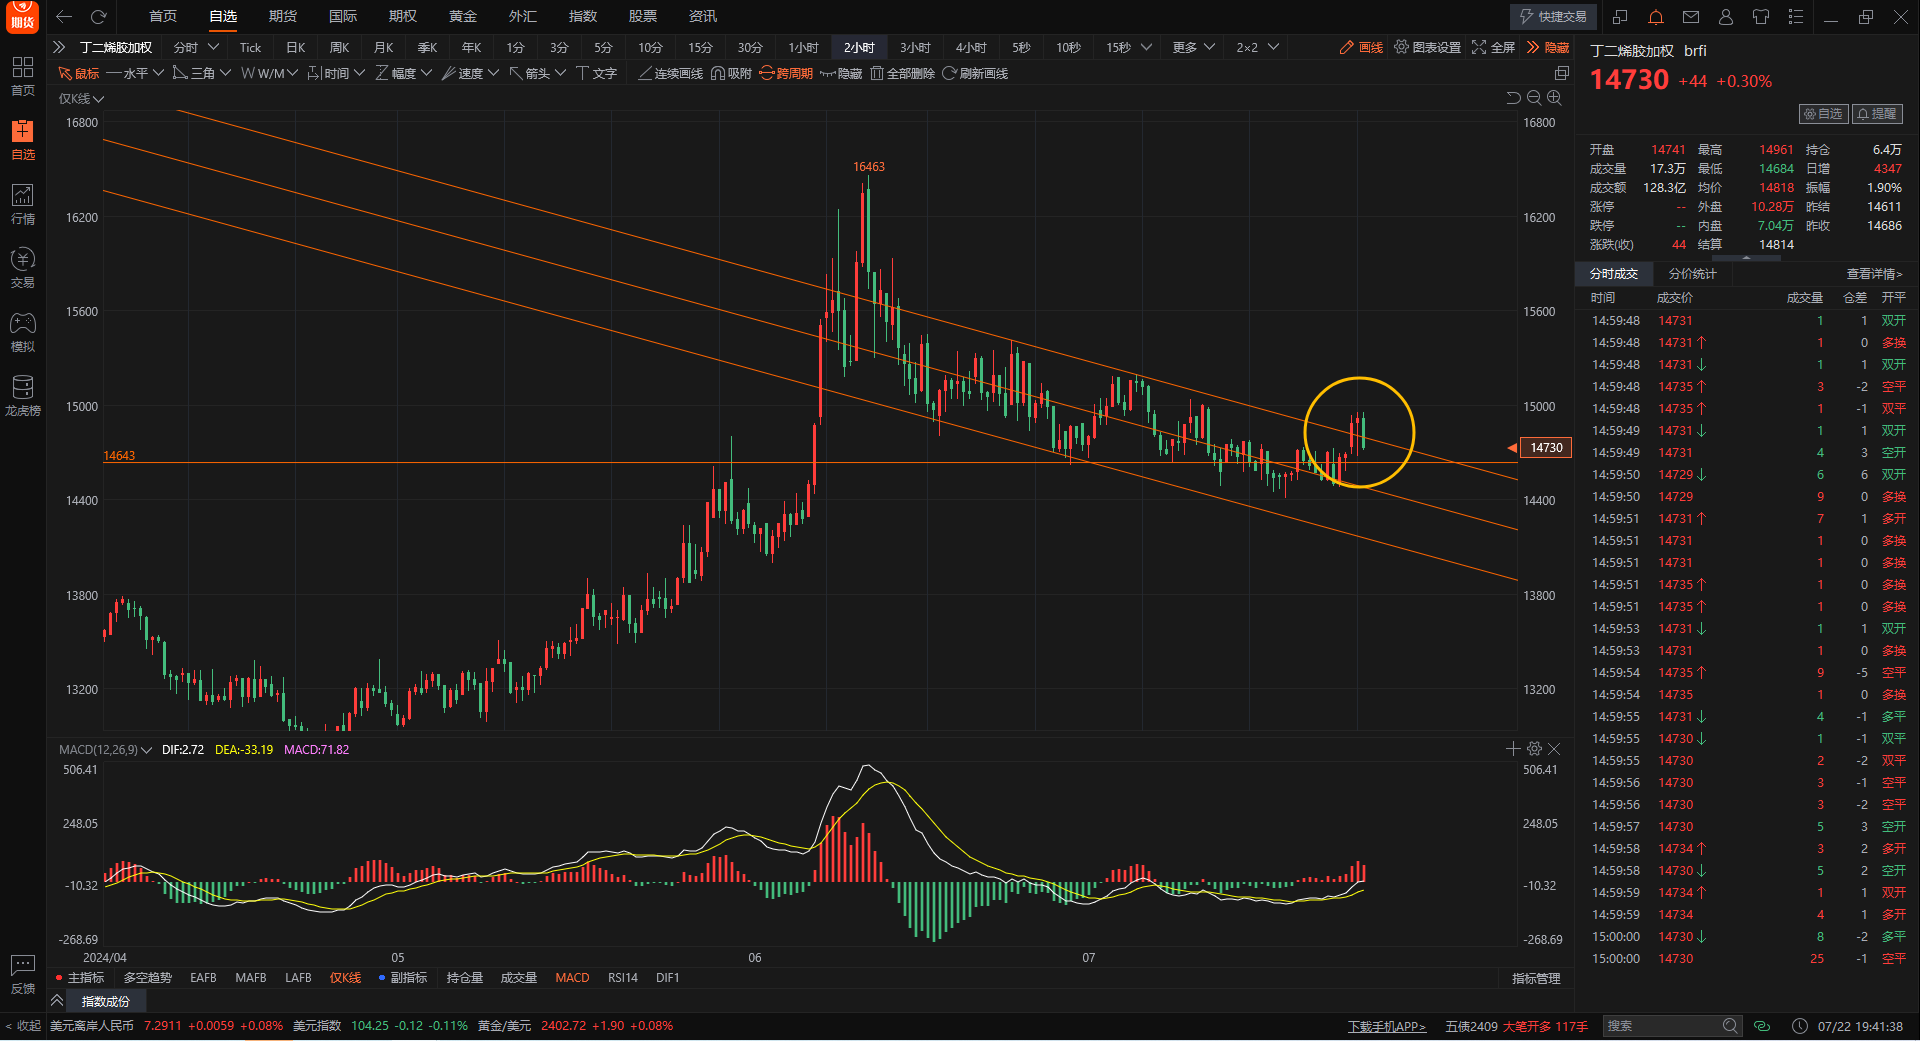 期货 首页 自选 期货 国际 期权 黄金 外汇 指数 股票 资讯 快捷交易
丁二烯胶加权 分时 Tick 日K 周K 月K 季K 年K 1分 3分 5分 10分 15分 30分 1小时 2小时 3小时 4小时 5秒 10秒 15秒 更多 2×2 画线 图表设置 全屏 隐藏
鼠标 水平 三角 W/M 时间 幅度 速度 箭头 文字 连续画线 吸附 跨周期 隐藏 全部删除 刷新画线
首页
自选
行情
交易
模拟
龙虎榜
反馈
< 收起
仅K线
16800 16800
16463
16200 16200
15600 15600
15000 15000
14643
14730
14400 14400
13800 13800
13200 13200
MACD(12,26,9) DIF:2.72 DEA:-33.19 MACD:71.82
506.41 506.41
248.05 248.05
-10.32 -10.32
-268.69 -268.69
2024/04 05 06 07
主指标 多空趋势 EAFB MAFB LAFB 仅K线 副指标 持仓量 成交量 MACD RSI14 DIF1 指标管理
指数成份
丁二烯胶加权 brfi
14730 +44 +0.30%
自选 提醒
开盘 14741 最高 14961 持仓 6.4万
成交量 17.3万 最低 14684 日增 4347
成交额 128.3亿 均价 14818 振幅 1.90%
涨停 -- 外盘 10.28万 昨结 14611
跌停 -- 内盘 7.04万 昨收 14686
涨跌(收) 44 结算 14814
分时成交 分价统计 查看详情>
时间 成交价 成交量 仓差 开平
14:59:48 14731 1 1 双开
14:59:48 14731↑ 1 0 多换
14:59:48 14731↓ 1 1 双开
14:59:48 14735↑ 3 -2 空平
14:59:48 14735↑ 1 -1 双平
14:59:49 14731↓ 1 1 双开
14:59:49 14731 4 3 空开
14:59:50 14729↓ 6 6 双开
14:59:50 14729 9 0 多换
14:59:51 14731↑ 7 1 多开
14:59:51 14731 1 0 多换
14:59:51 14731 1 0 多换
14:59:51 14735↑ 1 0 多换
14:59:51 14735↑ 1 0 多换
14:59:53 14731↓ 1 1 双开
14:59:53 14731 1 0 多换
14:59:54 14735↑ 9 -5 空平
14:59:54 14735 1 0 多换
14:59:55 14731↓ 4 -1 多平
14:59:55 14730↓ 1 -1 双平
14:59:55 14730 2 -2 双平
14:59:56 14730 3 -1 空平
14:59:56 14730 3 -2 空平
14:59:57 14730 5 3 空开
14:59:58 14734↑ 3 2 多开
14:59:58 14730↓ 5 2 空开
14:59:59 14734↑ 1 1 双开
14:59:59 14734 4 1 多开
15:00:00 14730↓ 8 -2 多平
15:00:00 14730 25 -1 空平
美元离岸人民币 7.2911 +0.0059 +0.08% 美元指数 104.25 -0.12 -0.11% 黄金/美元 2402.72 +1.90 +0.08% 下载手机APP> 五债2409 大笔开多 117手 搜索 07/22 19:41:38